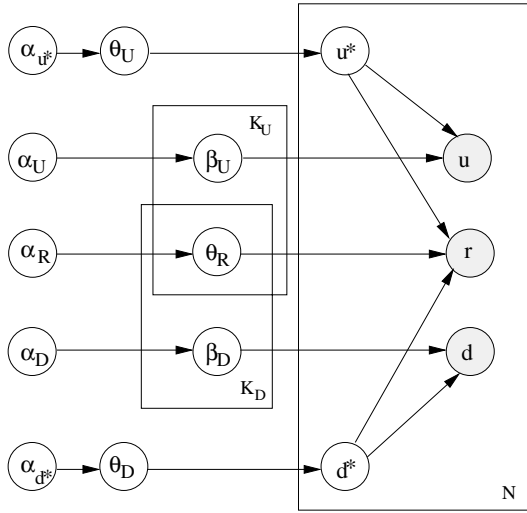 α_u* θ_U u*
K_U
α_U β_U u
α_R θ_R r
α_D β_D d
K_D
α_d* θ_D d*
N